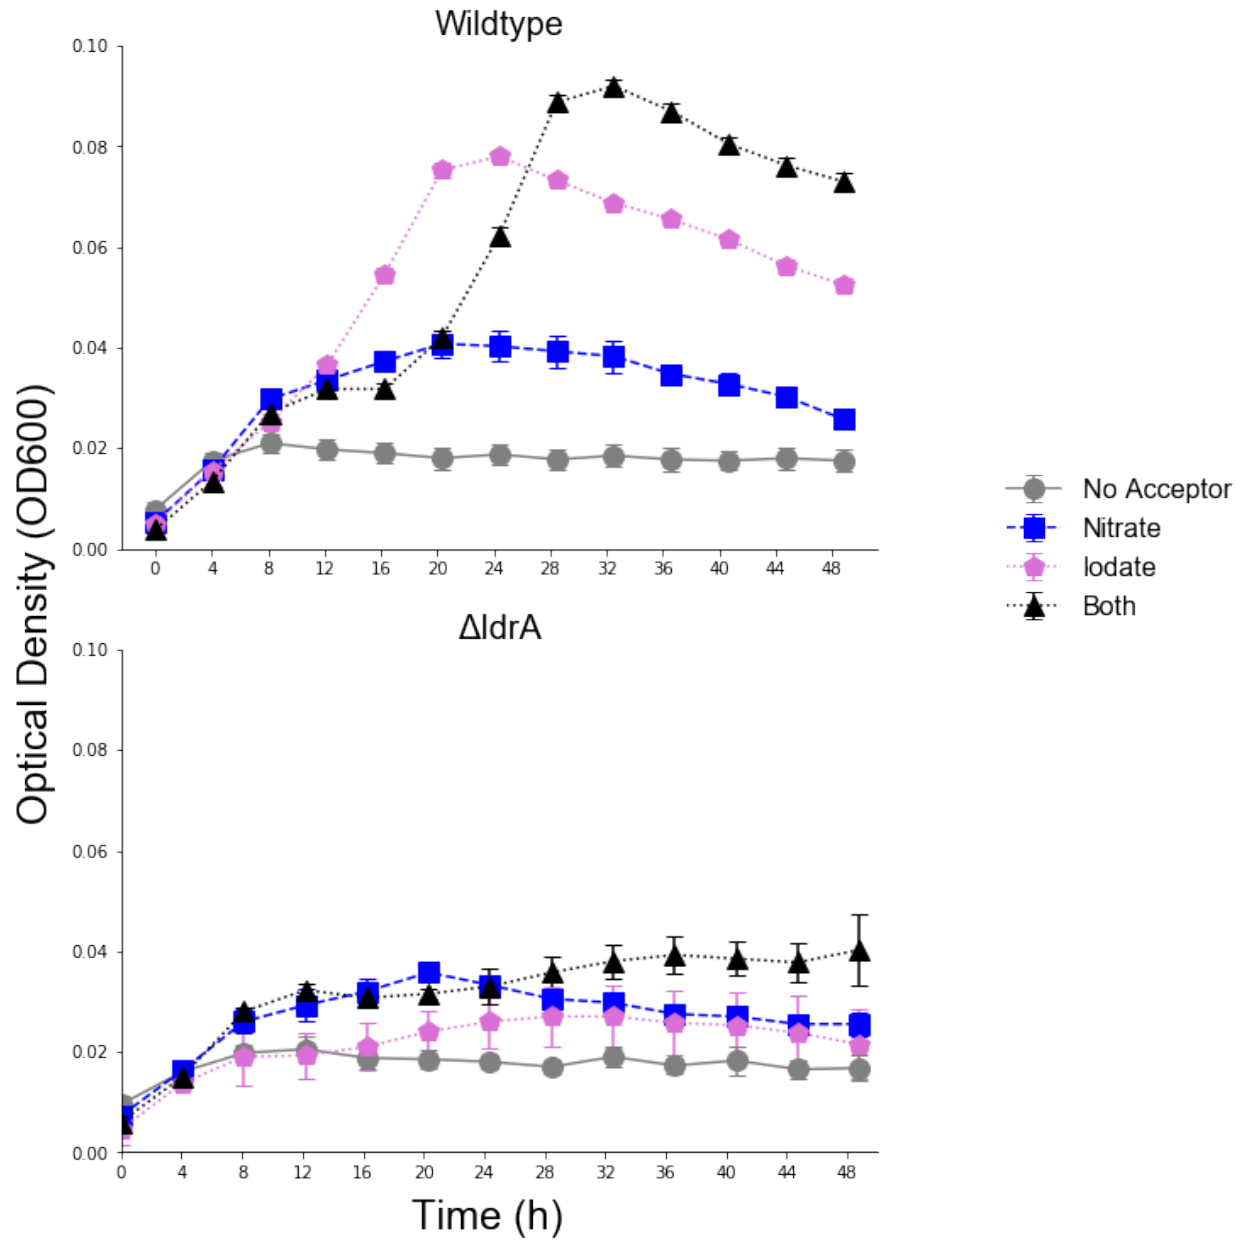 Wildtype
0.10
0.08
0.06
0.04
0.02
0.00
0 4 8 12 16 20 24 28 32 36 40 44 48
Optical Density (OD600)
No Acceptor
Nitrate
Iodate
Both
ΔIdrA
0.10
0.08
0.06
0.04
0.02
0.00
0 4 8 12 16 20 24 28 32 36 40 44 48
Time (h)